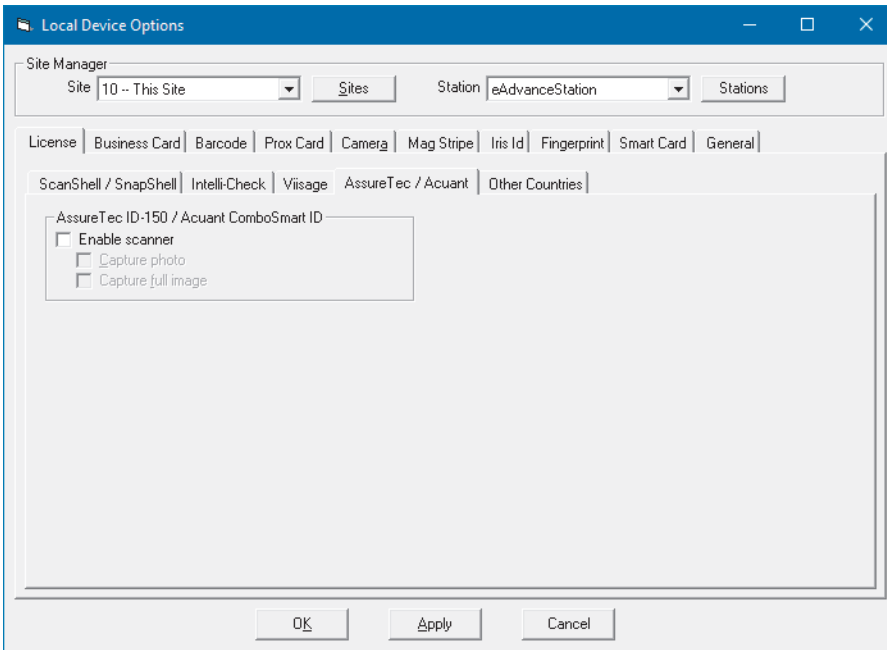 Local Device Options
Site Manager
Site 10 -- This Site Sites Station eAdvanceStation Stations
License Business Card Barcode Prox Card Camera Mag Stripe Iris Id Fingerprint Smart Card General
ScanShell / SnapShell Intelli-Check Viisage AssureTec / Acuant Other Countries
AssureTec ID-150 / Acuant ComboSmart ID
Enable scanner
Capture photo
Capture full image
OK Apply Cancel